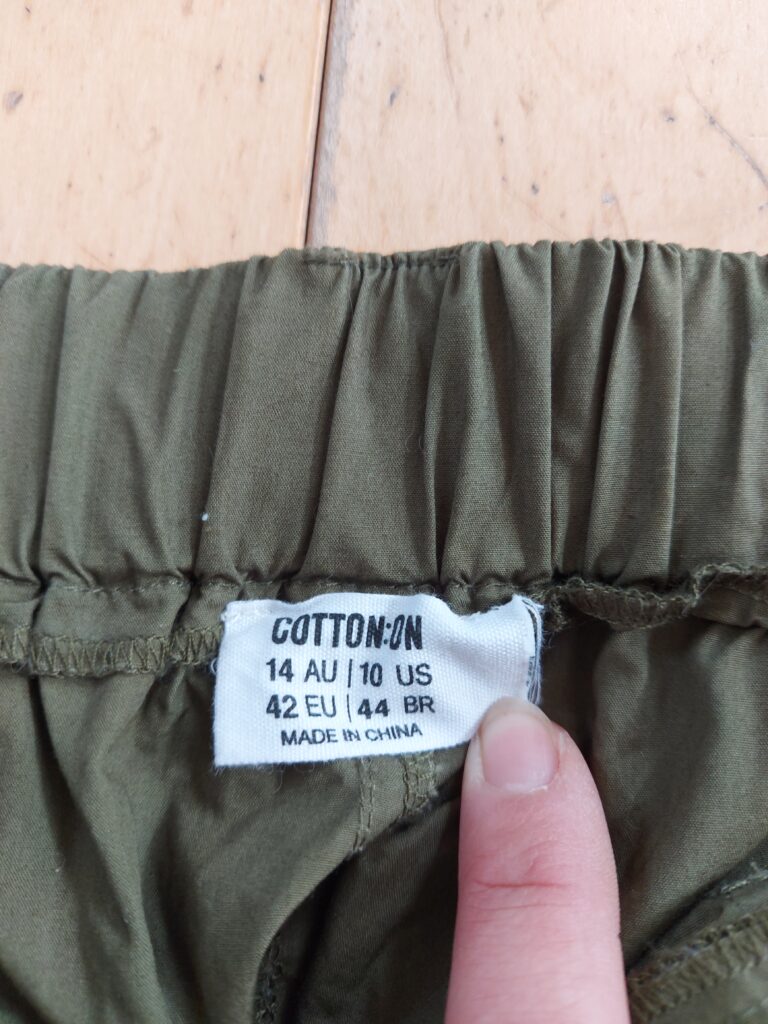 COTTON:ON
14 AU | 10 US
42 EU | 44 BR
MADE IN CHINA